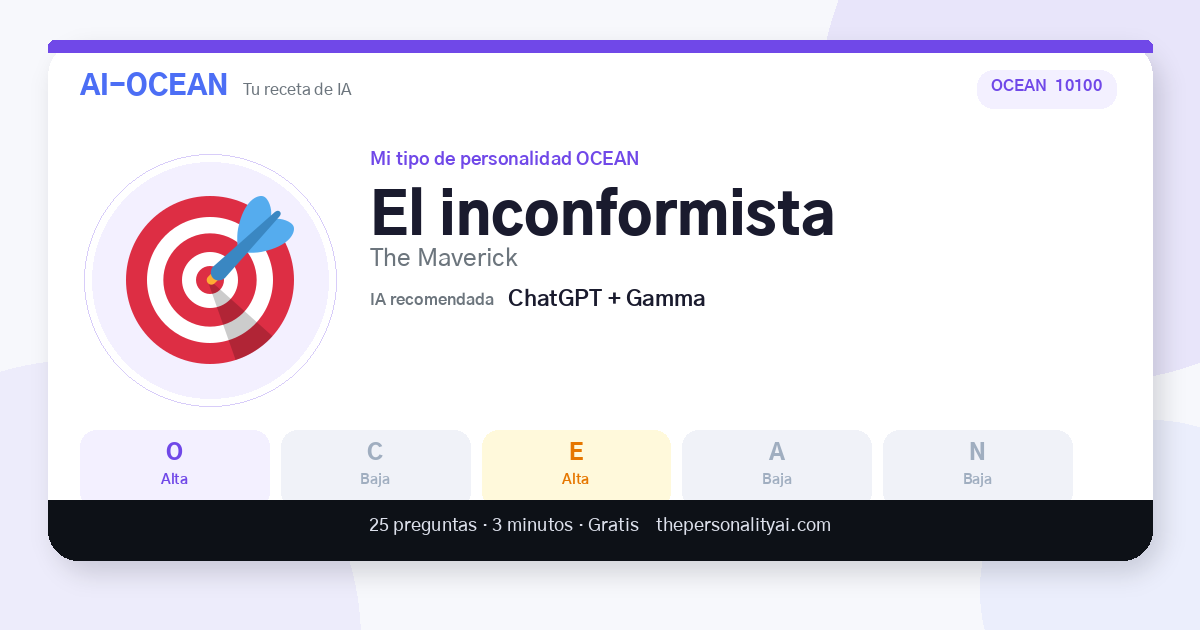 AI-OCEAN Tu receta de IA OCEAN 10100
Mi tipo de personalidad OCEAN
El inconformista
The Maverick
IA recomendada ChatGPT + Gamma
O C E A N
Alta Baja Alta Baja Baja
25 preguntas · 3 minutos · Gratis thepersonalityai.com